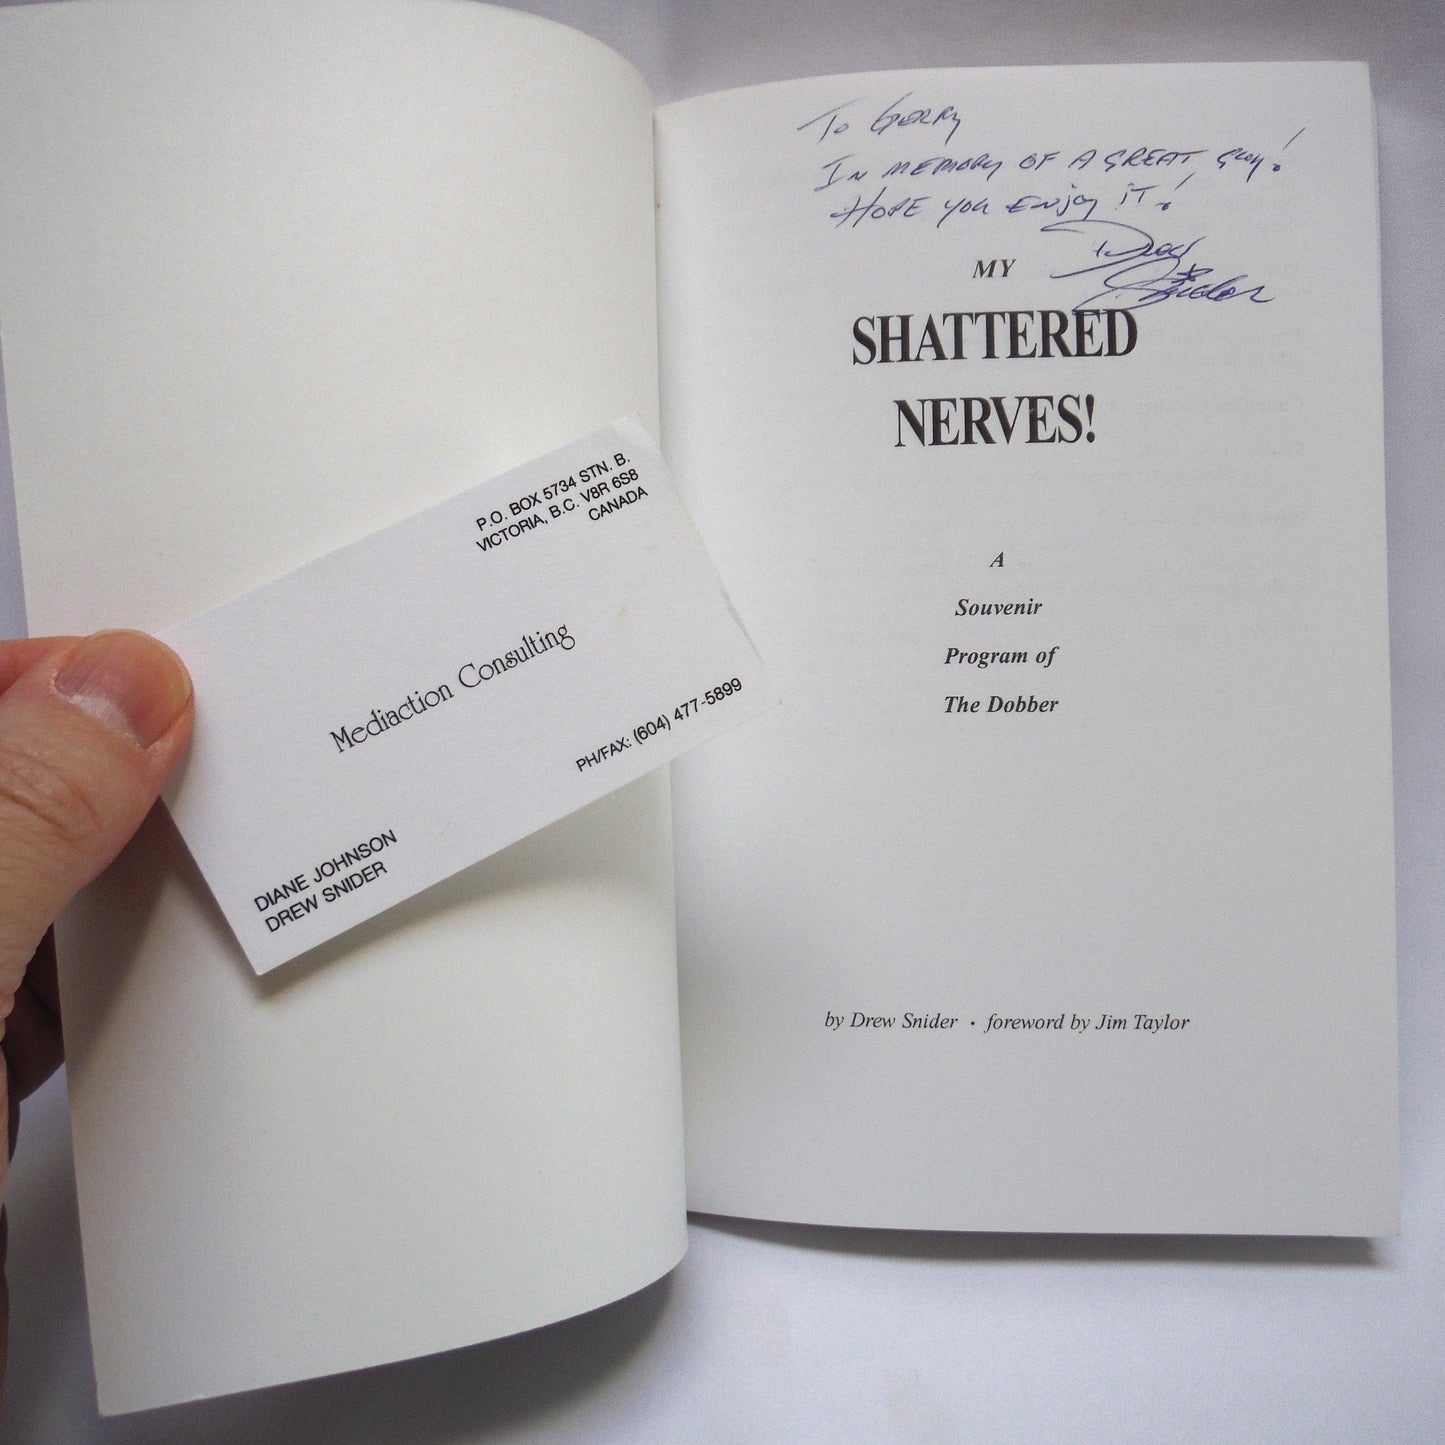 P.O. BOX 5734 STN. B.
VICTORIA, B.C. V8R 6S8
CANADA
Mediaction Consulting
PH/FAX: (604) 477-5899
DIANE JOHNSON
DREW SNIDER
To Gerry
In memory of a great guy!
Hope you enjoy it!
Drew
Snider
MY
SHATTERED
NERVES!
A
Souvenir
Program of
The Dobber
by Drew Snider • foreword by Jim Taylor